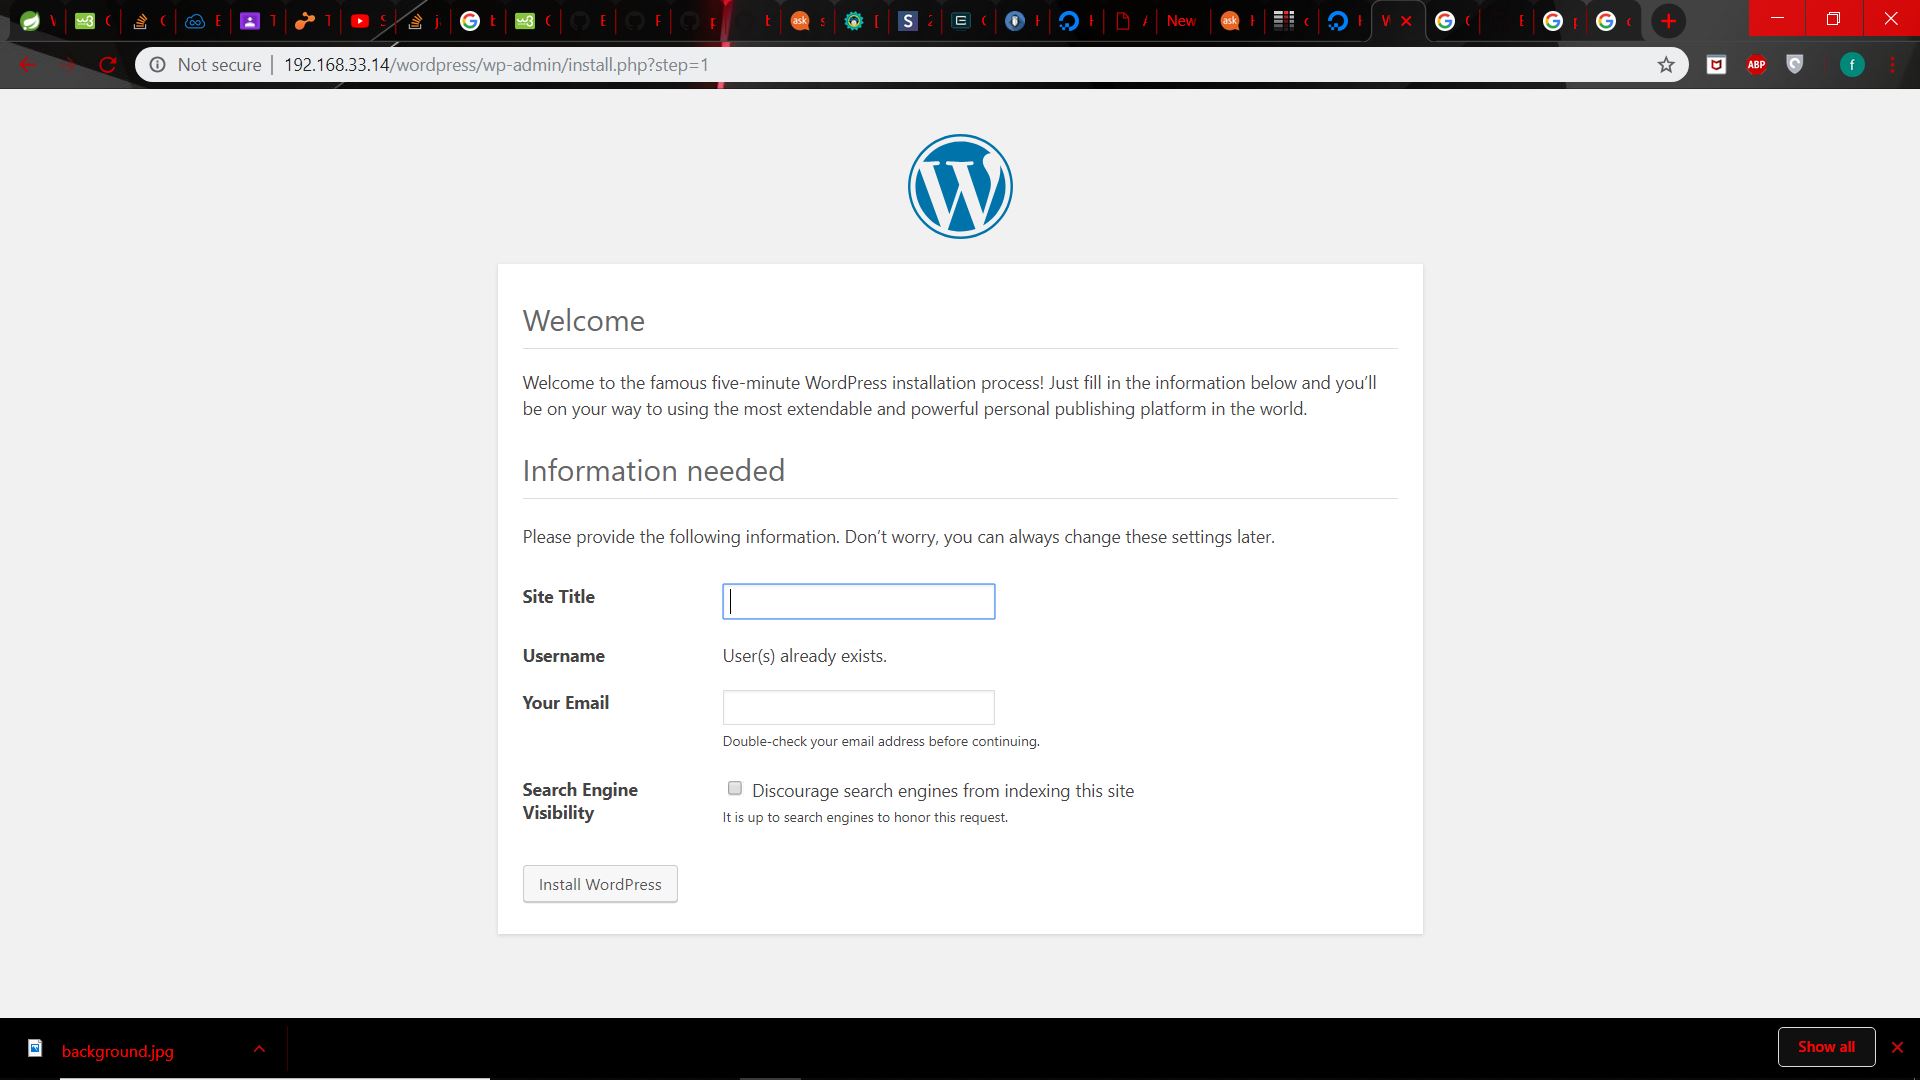 New
Not secure
192.168.33.14/wordpress/wp-admin/install.php?step=1
ABP
f
Welcome
Welcome to the famous five-minute WordPress installation process! Just fill in the information below and you’ll
be on your way to using the most extendable and powerful personal publishing platform in the world.
Information needed
Please provide the following information. Don’t worry, you can always change these settings later.
Site Title
Username User(s) already exists.
Your Email
Double-check your email address before continuing.
Search Engine
Visibility
Discourage search engines from indexing this site
It is up to search engines to honor this request.
Install WordPress
background.jpg
Show all